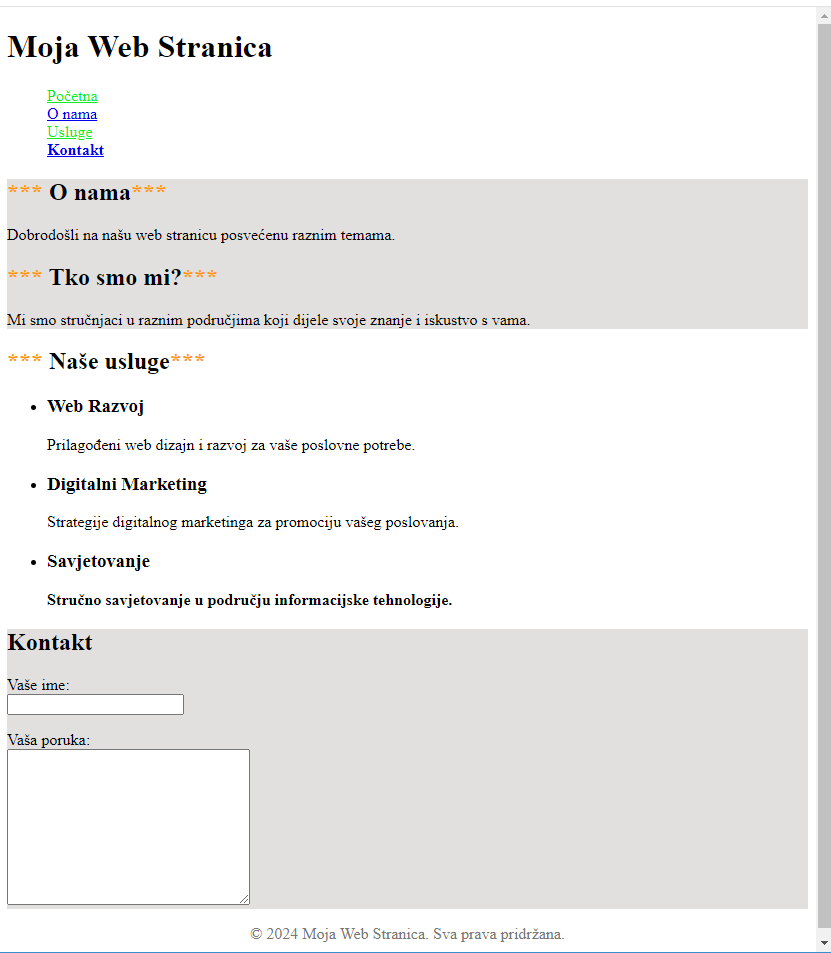 Moja Web Stranica
Početna
O nama
Usluge
Kontakt
*** O nama***
Dobrodošli na našu web stranicu posvećenu raznim temama.
*** Tko smo mi?***
Mi smo stručnjaci u raznim područjima koji dijele svoje znanje i iskustvo s vama.
*** Naše usluge***
• Web Razvoj
Prilagođeni web dizajn i razvoj za vaše poslovne potrebe.
• Digitalni Marketing
Strategije digitalnog marketinga za promociju vašeg poslovanja.
• Savjetovanje
Stručno savjetovanje u području informacijske tehnologije.
Kontakt
Vaše ime:
Vaša poruka:
© 2024 Moja Web Stranica. Sva prava pridržana.